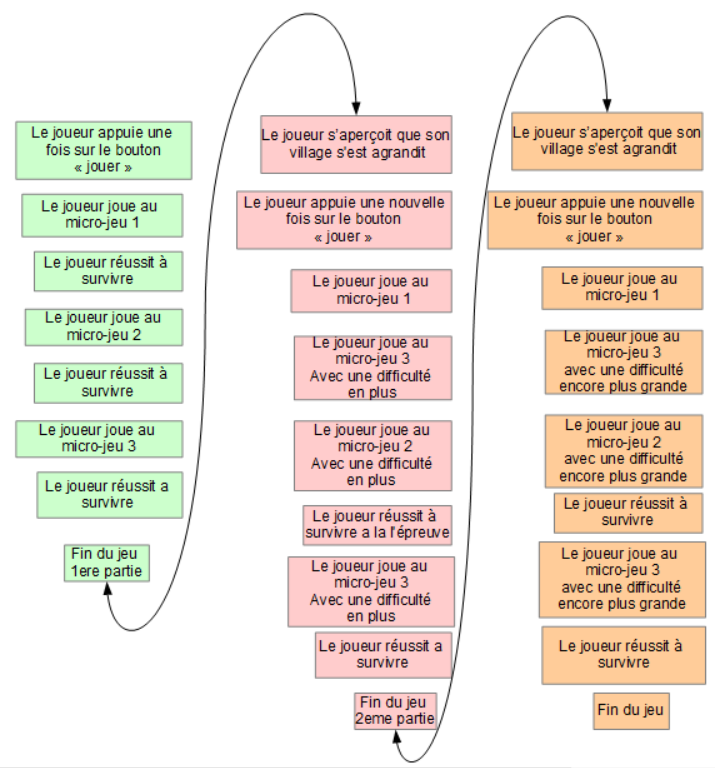 Le joueur appuie une
fois sur le bouton
« jouer »
Le joueur joue au
micro-jeu 1
Le joueur réussit à
survivre
Le joueur joue au
micro-jeu 2
Le joueur réussit à
survivre
Le joueur joue au
micro-jeu 3
Le joueur réussit a
survivre
Fin du jeu
1ere partie
Le joueur s'aperçoit que son
village s'est agrandit
Le joueur appuie une nouvelle
fois sur le bouton
« jouer »
Le joueur joue au
micro-jeu 1
Le joueur joue au
micro-jeu 3
Avec une difficulté
en plus
Le joueur joue au
micro-jeu 2
Avec une difficulté
en plus
Le joueur réussit à
survivre a la l'épreuve
Le joueur joue au
micro-jeu 3
Avec une difficulté
en plus
Le joueur réussit a
survivre
Fin du jeu
2eme partie
Le joueur s'aperçoit que son
village s'est agrandit
Le joueur appuie une nouvelle
fois sur le bouton
« jouer »
Le joueur joue au
micro-jeu 1
Le joueur joue au
micro-jeu 3
avec une difficulté
encore plus grande
Le joueur joue au
micro-jeu 2
avec une difficulté
encore plus grande
Le joueur réussit à
survivre
Le joueur joue au
micro-jeu 3
avec une difficulté
encore plus grande
Le joueur réussit à
survivre
Fin du jeu